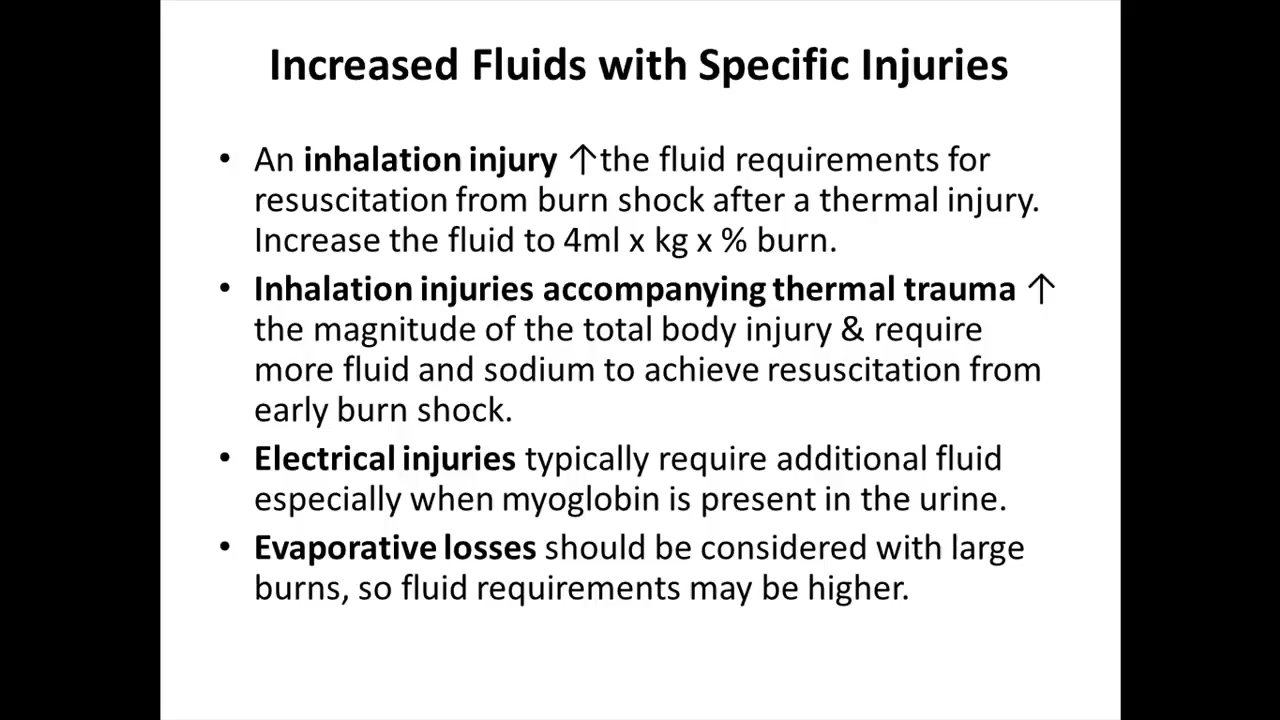 Increased Fluids with Specific Injuries
• An inhalation injury ↑the fluid requirements for
resuscitation from burn shock after a thermal injury.
Increase the fluid to 4ml x kg x % burn.
• Inhalation injuries accompanying thermal trauma ↑
the magnitude of the total body injury & require
more fluid and sodium to achieve resuscitation from
early burn shock.
• Electrical injuries typically require additional fluid
especially when myoglobin is present in the urine.
• Evaporative losses should be considered with large
burns, so fluid requirements may be higher.